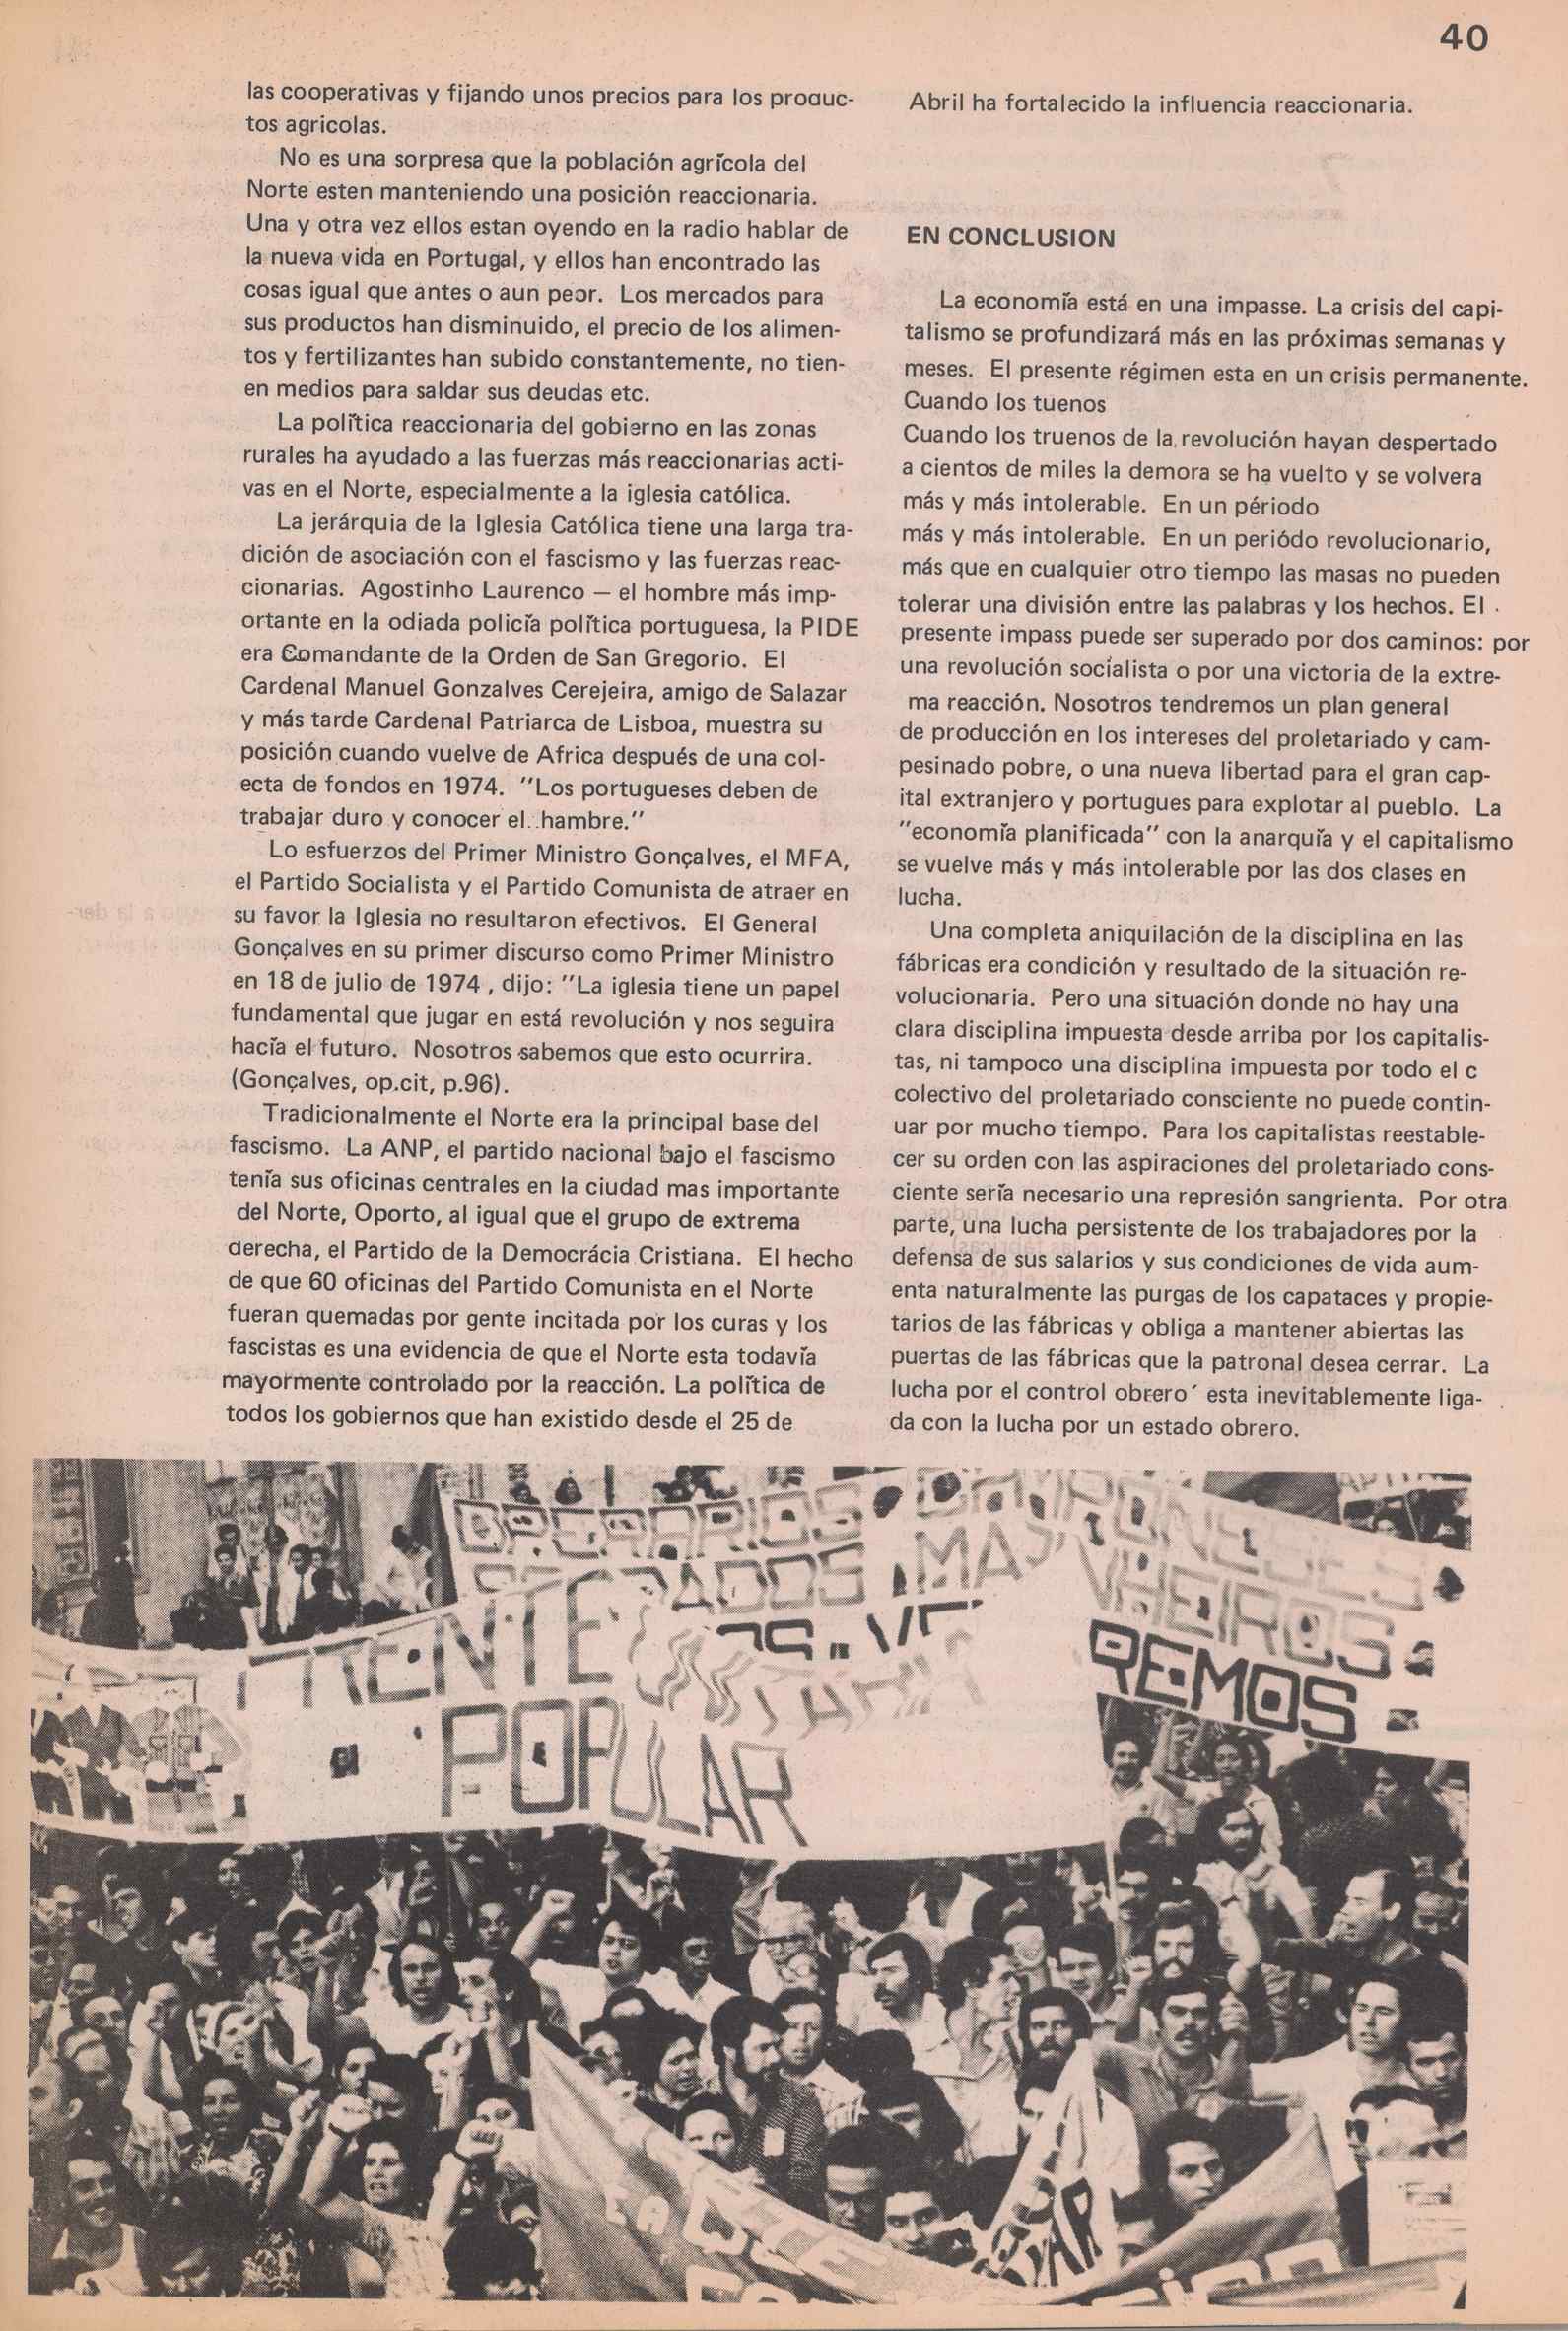 40
las cooperativas y fijando unos precios para los produc-
tos agricolas.
No es una sorpresa que la población agrícola del
Norte esten manteniendo una posición reaccionaria.
Una y otra vez ellos estan oyendo en la radio hablar de
la nueva vida en Portugal, y ellos han encontrado las
cosas igual que antes o aun peor. Los mercados para
sus productos han disminuido, el precio de los alimen-
tos y fertilizantes han subido constantemente, no tien-
en medios para saldar sus deudas etc.
La política reaccionaria del gobierno en las zonas
rurales ha ayudado a las fuerzas más reaccionarias acti-
vas en el Norte, especialmente a la iglesia católica.
La jerárquia de la Iglesia Católica tiene una larga tra-
dición de asociación con el fascismo y las fuerzas reac-
cionarias. Agostinho Laurenco — el hombre más imp-
ortante en la odiada policía política portuguesa, la PIDE
era Comandante de la Orden de San Gregorio. El
Cardenal Manuel Gonzalves Cerejeira, amigo de Salazar
y más tarde Cardenal Patriarca de Lisboa, muestra su
posición cuando vuelve de Africa después de una col-
ecta de fondos en 1974. "Los portugueses deben de
trabajar duro y conocer el hambre."
Lo esfuerzos del Primer Ministro Gonçalves, el MFA,
el Partido Socialista y el Partido Comunista de atraer en
su favor la Iglesia no resultaron efectivos. El General
Gonçalves en su primer discurso como Primer Ministro
en 18 de julio de 1974 , dijo: "La iglesia tiene un papel
fundamental que jugar en está revolución y nos seguira
hacía el futuro. Nosotros sabemos que esto ocurrira.
(Gonçalves, op.cit, p.96).
Tradicionalmente el Norte era la principal base del
fascismo. La ANP, el partido nacional bajo el fascismo
tenía sus oficinas centrales en la ciudad mas importante
del Norte, Oporto, al igual que el grupo de extrema
derecha, el Partido de la Democrácia Cristiana. El hecho
de que 60 oficinas del Partido Comunista en el Norte
fueran quemadas por gente incitada por los curas y los
fascistas es una evidencia de que el Norte esta todavía
mayormente controlado por la reacción. La política de
todos los gobiernos que han existido desde el 25 de
Abril ha fortalecido la influencia reaccionaria.
EN CONCLUSION
La economía está en una impasse. La crisis del capi-
talismo se profundizará más en las próximas semanas y
meses. El presente régimen esta en un crisis permanente.
Cuando los tuenos
Cuando los truenos de la revolución hayan despertado
a cientos de miles la demora se ha vuelto y se volvera
más y más intolerable. En un périodo
más y más intolerable. En un periódo revolucionario,
más que en cualquier otro tiempo las masas no pueden
tolerar una división entre las palabras y los hechos. El
presente impass puede ser superado por dos caminos: por
una revolución socíalista o por una victoria de la extre-
ma reacción. Nosotros tendremos un plan general
de producción en los intereses del proletariado y cam-
pesinado pobre, o una nueva libertad para el gran cap-
ital extranjero y portugues para explotar al pueblo. La
"economía planificada" con la anarquía y el capitalismo
se vuelve más y más intolerable por las dos clases en
lucha.
Una completa aniquilación de la disciplina en las
fábricas era condición y resultado de la situación re-
volucionaria. Pero una situación donde no hay una
clara disciplina impuesta desde arriba por los capitalis-
tas, ni tampoco una disciplina impuesta por todo el c
colectivo del proletariado consciente no puede contin-
uar por mucho tiempo. Para los capitalistas reestable-
cer su orden con las aspiraciones del proletariado cons-
ciente sería necesario una represión sangrienta. Por otra
parte, una lucha persistente de los trabajadores por la
defensa de sus salarios y sus condiciones de vida aum-
enta naturalmente las purgas de los capataces y propie-
tarios de las fábricas y obliga a mantener abiertas las
puertas de las fábricas que la patronal desea cerrar. La
lucha por el control obrero´ esta inevitablemente liga-
da con la lucha por un estado obrero.
OPERARIOS CAMPONESES
MARINHEIROS
REMOS
FRENTE
POPULAR